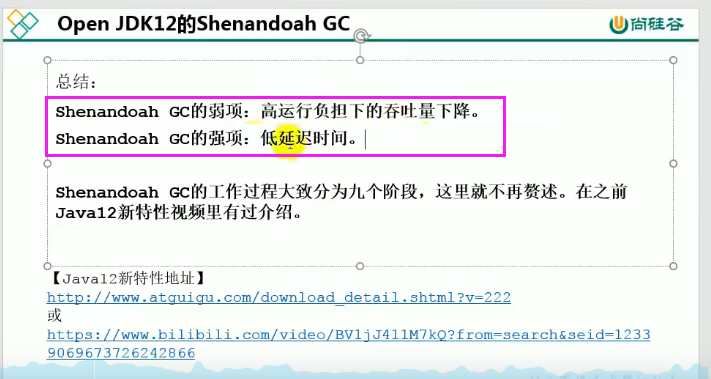 Open JDK12的Shenandoah GC
尚硅谷
总结：
Shenandoah GC的弱项：高运行负担下的吞吐量下降。
Shenandoah GC的强项：低延迟时间。
Shenandoah GC的工作过程大致分为九个阶段，这里就不再赘述。在之前
Java12新特性视频里有过介绍。
【Java12新特性地址】
http://www.atguigu.com/download_detail.shtml?v=222
或
https://www.bilibili.com/video/BV1jJ411M7kQ?from=search&seid=1233
9069673726242866